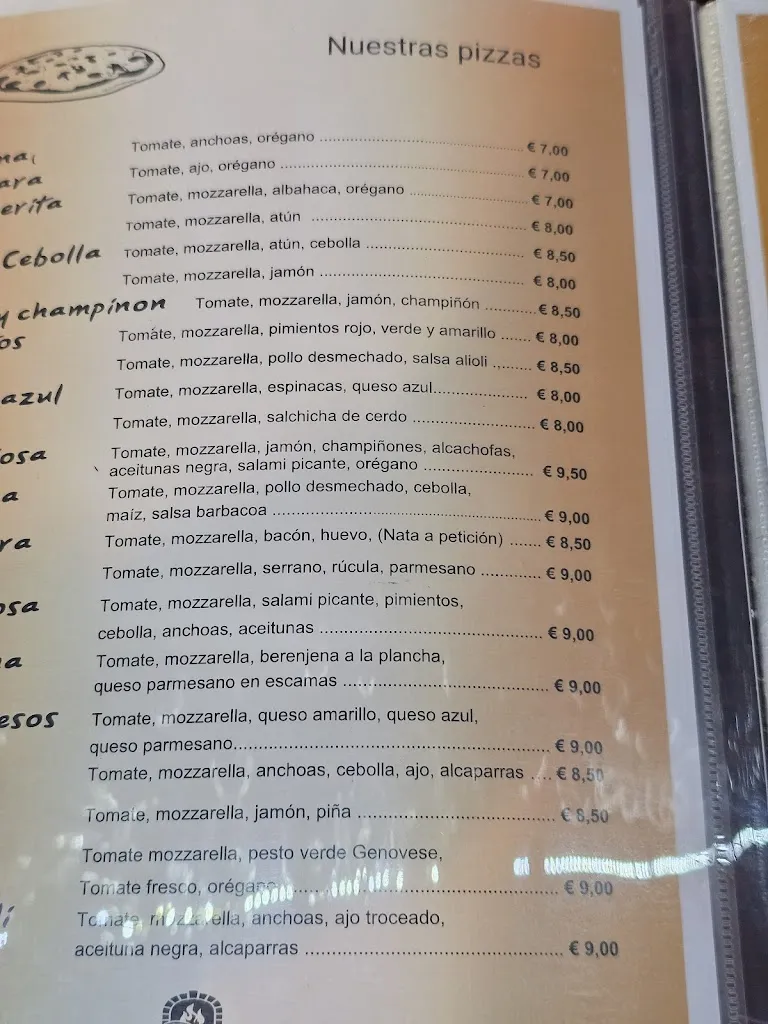 Nuestras pizzas
Tomate, anchoas, orégano ........ € 7,00
Tomate, ajo, orégano ........ € 7,00
Tomate, mozzarella, albahaca, orégano ........ € 7,00
Tomate, mozzarella, atún ........ € 8,00
Cebolla Tomate, mozzarella, atún, cebolla ........ € 8,50
Tomate, mozzarella, jamón ........ € 8,00
y champínon Tomate, mozzarella, jamón, champiñón ........ € 8,50
Tomate, mozzarella, pimientos rojo, verde y amarillo ....... € 8,00
Tomate, mozzarella, pollo desmechado, salsa alioli ........ € 8,50
azul Tomate, mozzarella, espinacas, queso azul........ € 8,00
Tomate, mozzarella, salchicha de cerdo ........ € 8,00
osa Tomate, mozzarella, jamón, champiñones, alcachofas,
aceitunas negra, salami picante, orégano ........ € 9,50
a Tomate, mozzarella, pollo desmechado, cebolla,
maíz, salsa barbacoa ........ € 9,00
ra Tomate, mozzarella, bacón, huevo, (Nata a petición) ....... € 8,50
Tomate, mozzarella, serrano, rúcula, parmesano ........ € 9,00
osa Tomate, mozzarella, salami picante, pimientos,
cebolla, anchoas, aceitunas ........ € 9,00
a Tomate, mozzarella, berenjena a la plancha,
queso parmesano en escamas ........ € 9,00
esos Tomate, mozzarella, queso amarillo, queso azul,
queso parmesano........ € 9,00
Tomate, mozzarella, anchoas, cebolla, ajo, alcaparras .... € 8,50
Tomate, mozzarella, jamón, piña ........ € 8,50
Tomate mozzarella, pesto verde Genovese,
Tomate fresco, orégano ........ € 9,00
Tomate, mozzarella, anchoas, ajo troceado,
aceituna negra, alcaparras ........ € 9,00